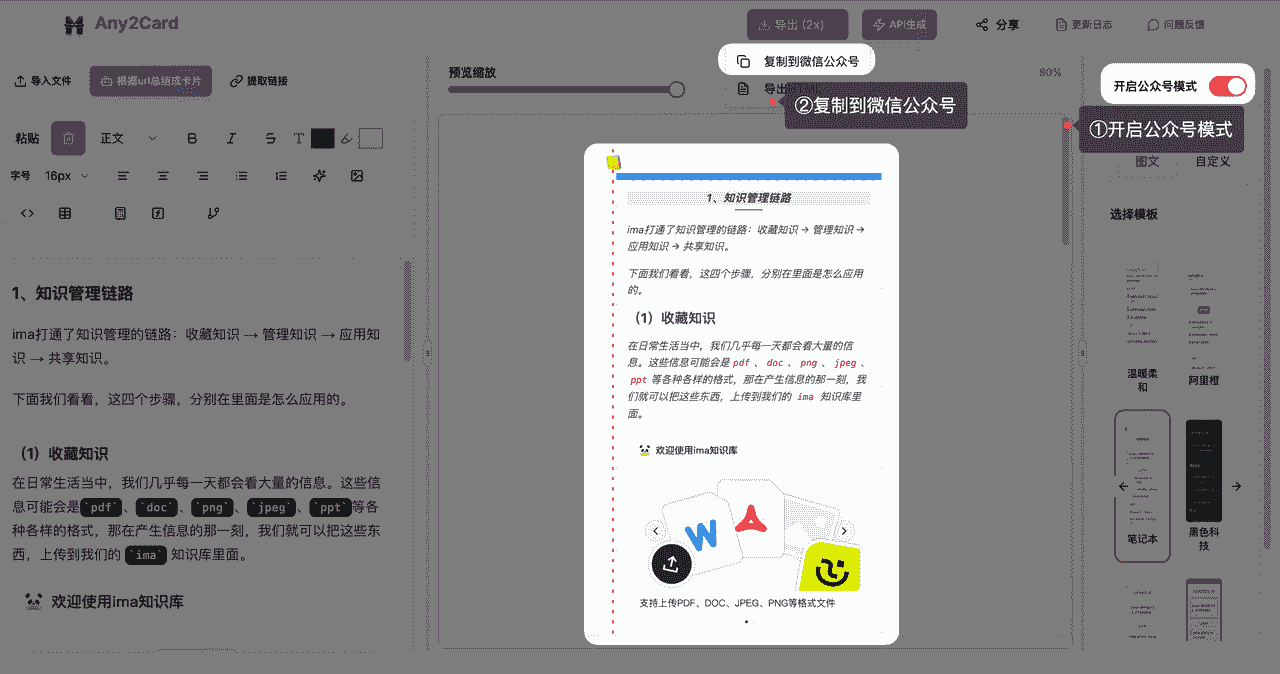 Any2Card
导出 (2x)
API生成
分享
更新日志
问题反馈
导入文件
根据url总结成卡片
提取链接
预览缩放
复制到微信公众号
80%
导出
②复制到微信公众号
开启公众号模式
①开启公众号模式
粘贴
正文
B
I
S
T
字号
16px
图文
自定义
选择模板
1、知识管理链路
ima打通了知识管理的链路：收藏知识 --> 管理知识 --> 应用知
识 --> 共享知识。
下面我们看看，这四个步骤，分别在里面是怎么应用的。
（1）收藏知识
在日常生活当中，我们几乎每一天都会看大量的信息。这些信
息可能会是`pdf`、`doc`、`png`、`jpeg`、`ppt`等各
种各样的格式，那在产生信息的那一刻，我们就可以把这些东
西，上传到我们的 `ima` 知识库里面。
欢迎使用ima知识库
1、知识管理链路
ima打通了知识管理的链路：收藏知识 → 管理知识 →
应用知识 → 共享知识。
下面我们看看，这四个步骤，分别在里面是怎么应用
的。
（1）收藏知识
在日常生活当中，我们几乎每一天都会看大量的信
息。这些信息可能会是 pdf 、 doc 、 png 、 jpeg 、
ppt 等各种各样的格式，那在产生信息的那一刻，我
们就可以把这些东西，上传到我们的 ima 知识库里
面。
欢迎使用ima知识库
W
支持上传PDF、DOC、JPEG、PNG等格式文件
温暖柔
和
阿里橙
笔记本
黑色科
技